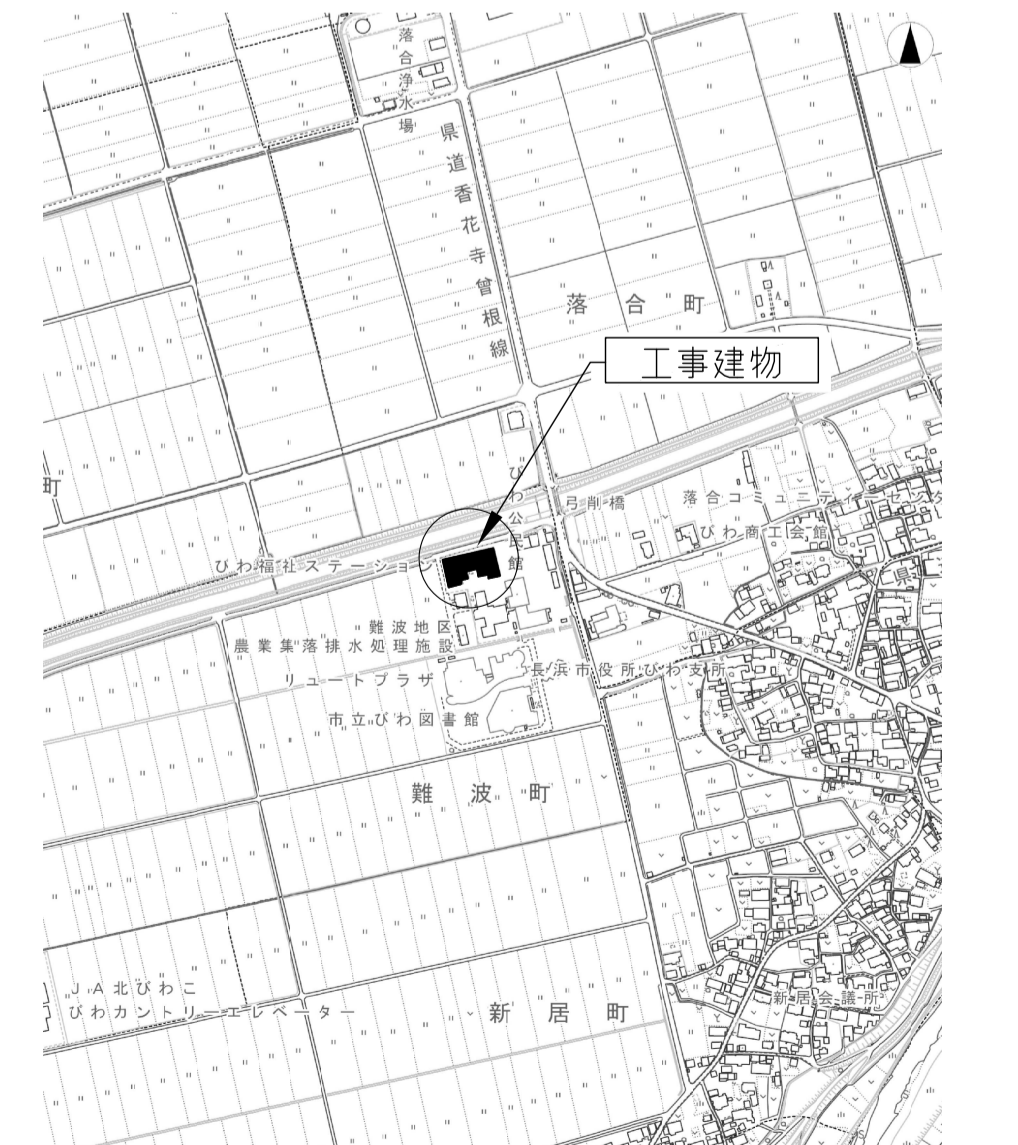 落合浄水場
県道香花寺曾根線
落合町
工事建物
町
びわ公民館
弓削橋
落合コミュニティーセンタ
びわ商工会館
県
びわ福祉ステーション
難波地区
農業集落排水処理施設
リュートプラザ
長浜市役所びわ支所
市立びわ図書館
難波町
JA北びわこ
びわカントリーエレベーター
新居町
新居会議所